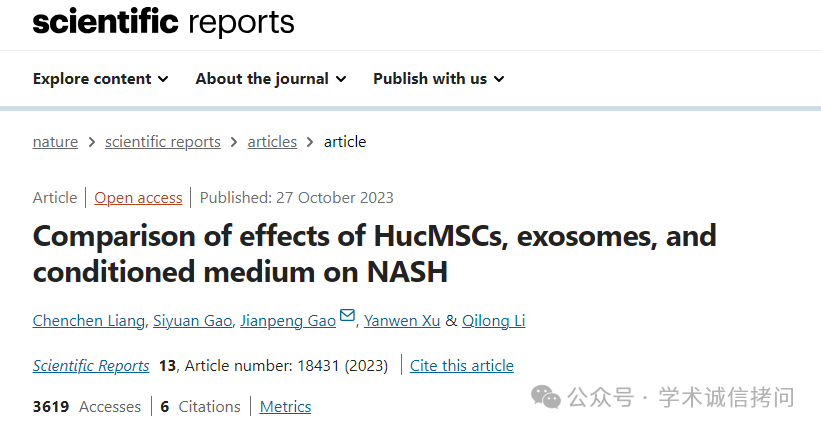 scientific reports
Explore content About the journal Publish with us
nature > scientific reports > articles > article
Article | Open access | Published: 27 October 2023
Comparison of effects of HucMSCs, exosomes, and
conditioned medium on NASH
Chenchen Liang, Siyuan Gao, Jianpeng Gao, Yanwen Xu & Qilong Li
Scientific Reports 13, Article number: 18431 (2023) | Cite this article
3619 Accesses | 6 Citations | Metrics
公众号 · 学术诚信拷问